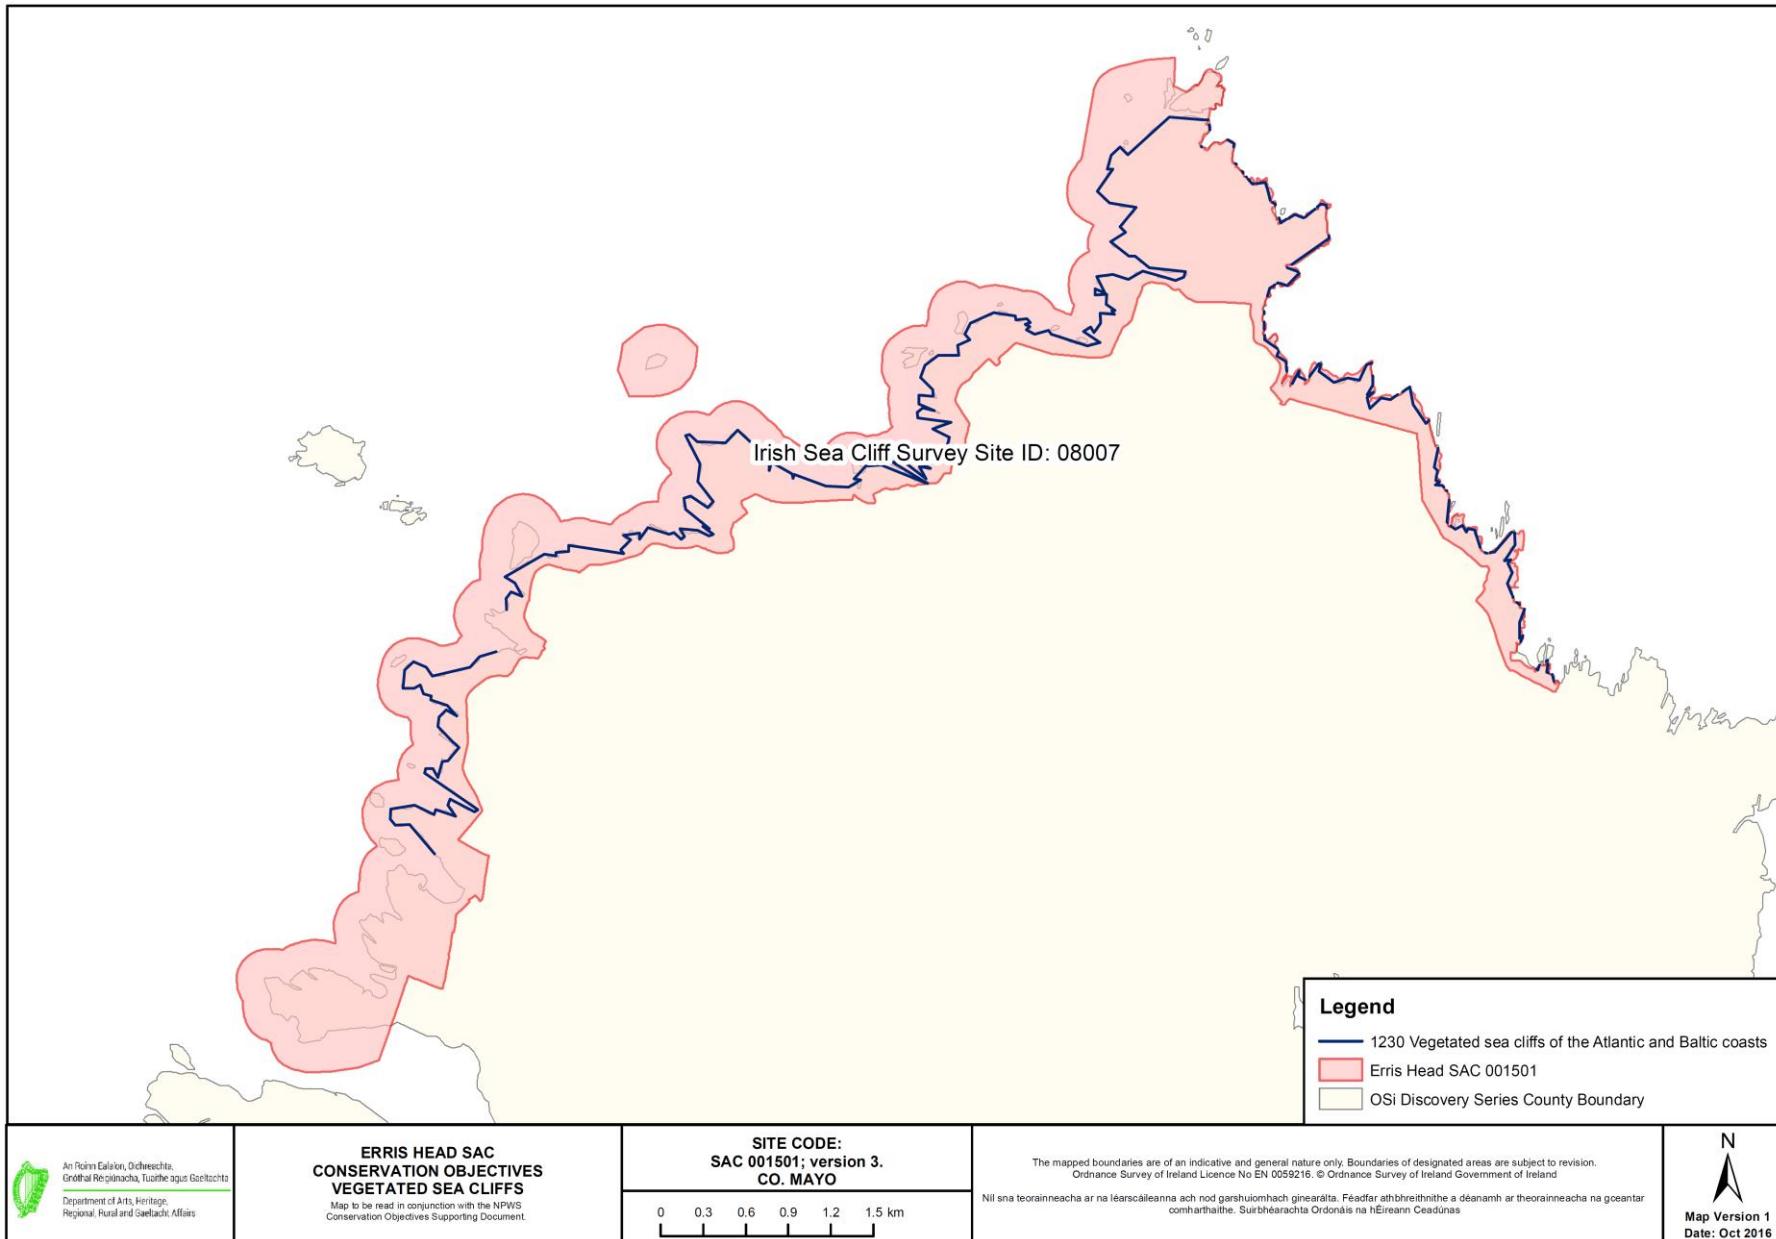 Irish Sea Cliff Survey Site ID: 08007
Legend
1230 Vegetated sea cliffs of the Atlantic and Baltic coasts
Erris Head SAC 001501
OSi Discovery Series County Boundary
An Roinn Ealaíon, Oidhreachta,
Gnóthaí Réigiúnacha, Tuaithe agus Gaeltachta
Department of Arts, Heritage,
Regional, Rural and Gaeltacht Affairs
ERRIS HEAD SAC
CONSERVATION OBJECTIVES
VEGETATED SEA CLIFFS
Map to be read in conjunction with the NPWS
Conservation Objectives Supporting Document.
SITE CODE:
SAC 001501; version 3.
CO. MAYO
0 0.3 0.6 0.9 1.2 1.5 km
The mapped boundaries are of an indicative and general nature only. Boundaries of designated areas are subject to revision.
Ordnance Survey of Ireland Licence No EN 0059216. © Ordnance Survey of Ireland Government of Ireland
Níl sna teorainneacha ar na léarscáileanna ach nod garshuiomhach ginearálta. Féadfar athbhreithnithe a déanamh ar theorainneacha na gceantar
comharthaithe. Suirbhéarachta Ordonáis na hÉireann Ceadúnas
N
Map Version 1
Date: Oct 2016